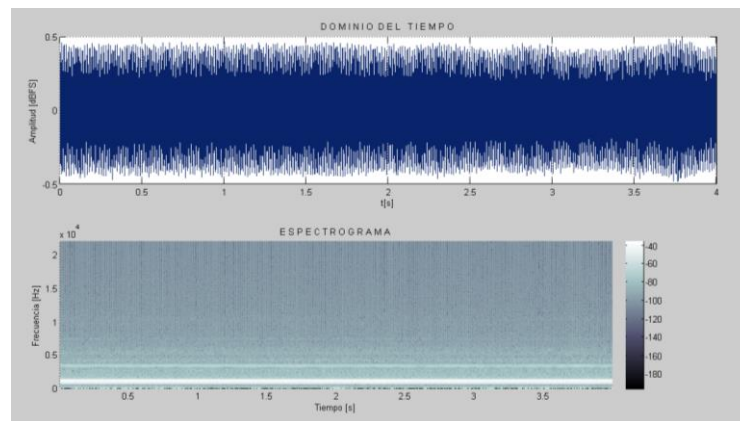 DOMINIO DEL TIEMPO
0.5
0
-0.5
Amplitud [dBFS]
0 0.5 1 1.5 2 2.5 3 3.5 4
t[s]
ESPECTROGRAMA
x 10^4
2
1.5
1
0.5
0
Frecuencia [Hz]
0.5 1 1.5 2 2.5 3 3.5
Tiempo [s]
-40
-60
-80
-100
-120
-140
-160
-180